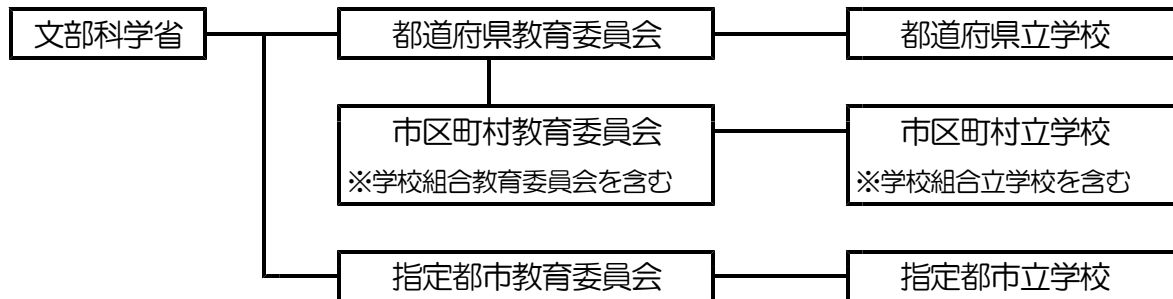 文部科学省
都道府県教育委員会
都道府県立学校
市区町村教育委員会
※学校組合教育委員会を含む
市区町村立学校
※学校組合立学校を含む
指定都市教育委員会
指定都市立学校